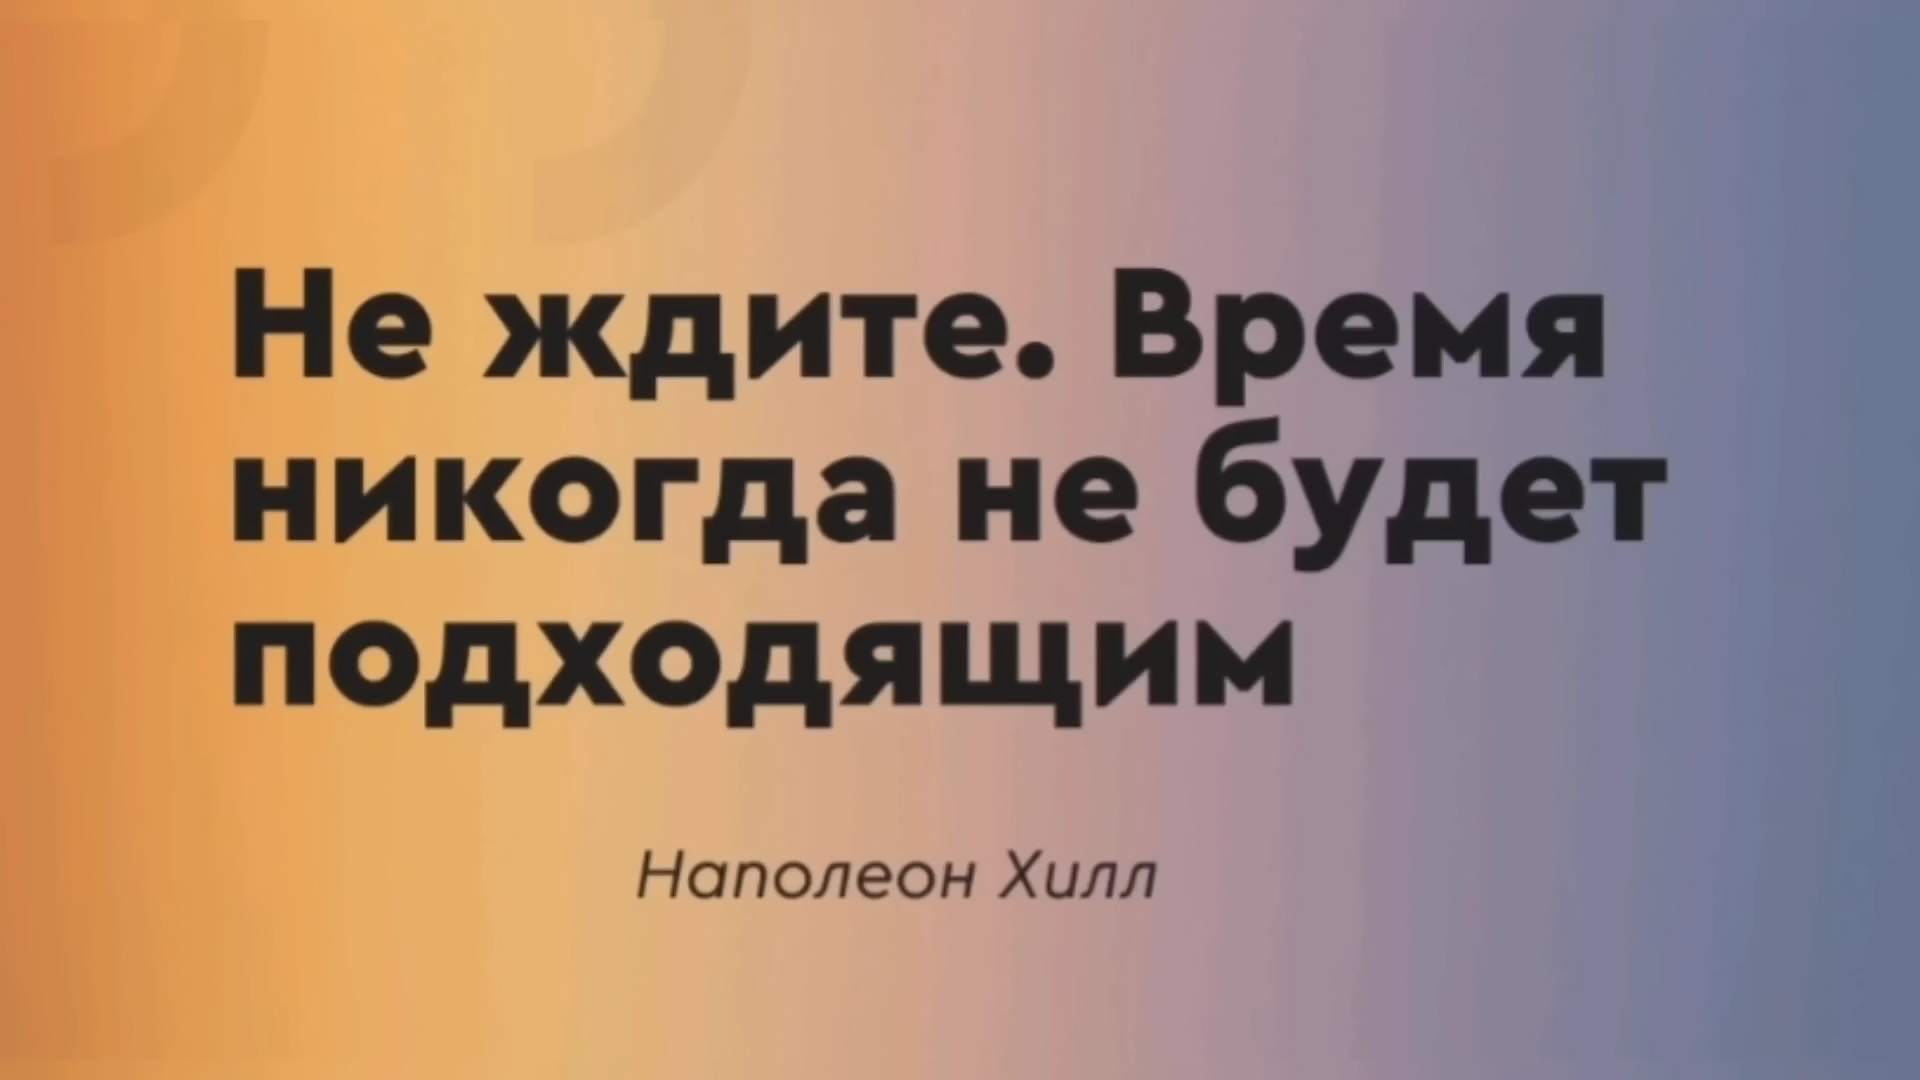 Не ждите. Время
никогда не будет
подходящим
Наполеон Хилл